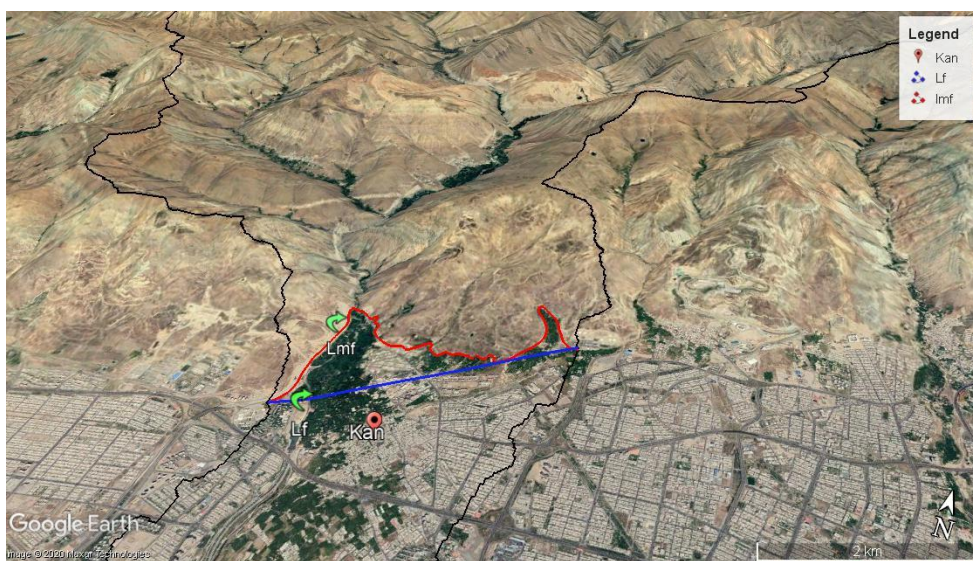 Legend
Kan
Lf
lmf
Lmf
Lf
Kan
Google Earth
Image © 2020 Maxar Technologies
N
2 km